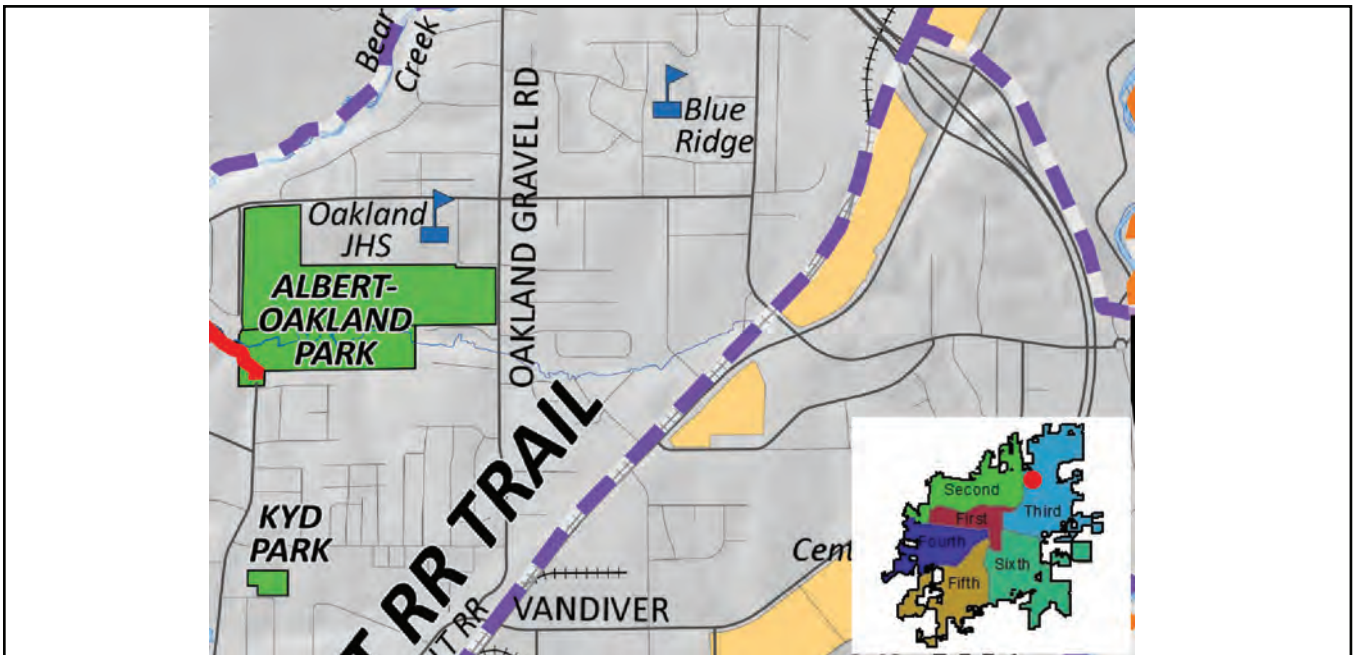 Bear
Creek
Blue
Ridge
OAKLAND GRAVEL RD
Oakland
JHS
ALBERT-
OAKLAND
PARK
KYD
PARK
RR TRAIL
T RR
VANDIVER
Second
First
Third
Fourth
Sixth
Fifth